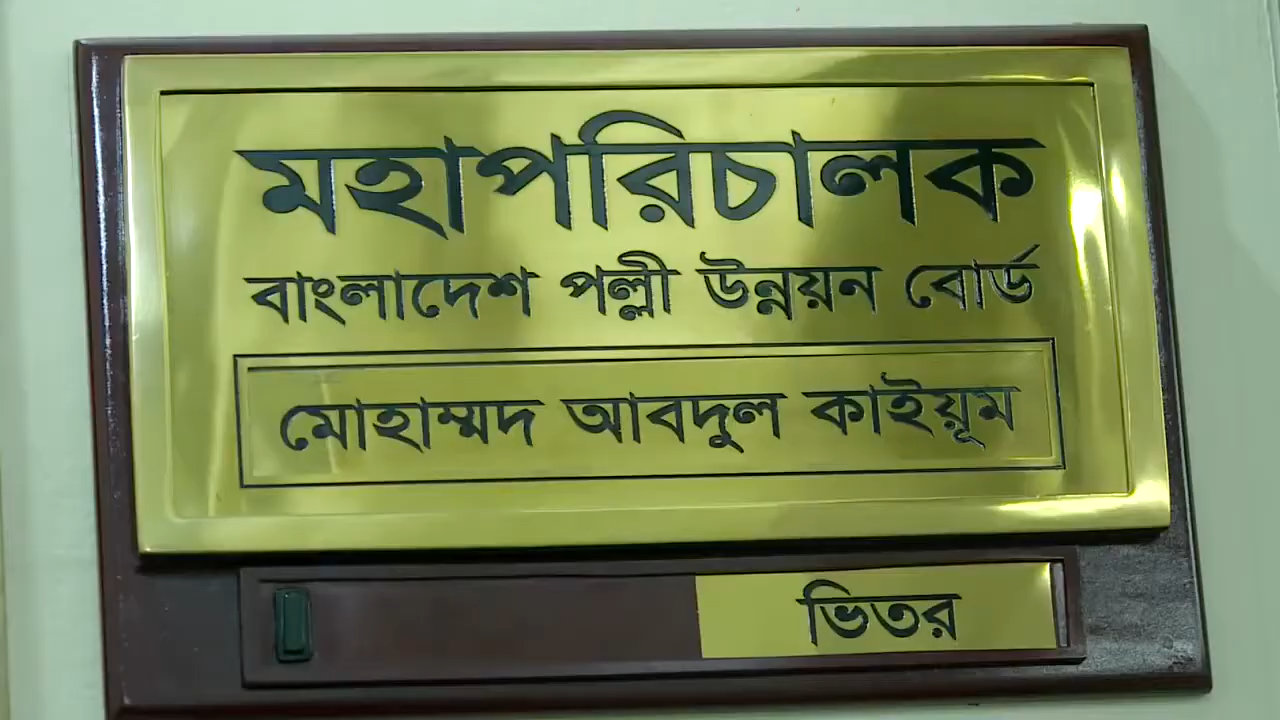 মহাপরিচালক
বাংলাদেশ পল্লী উন্নয়ন বোর্ড
মোহাম্মদ আবদুল কাইয়ূম
ভিতর